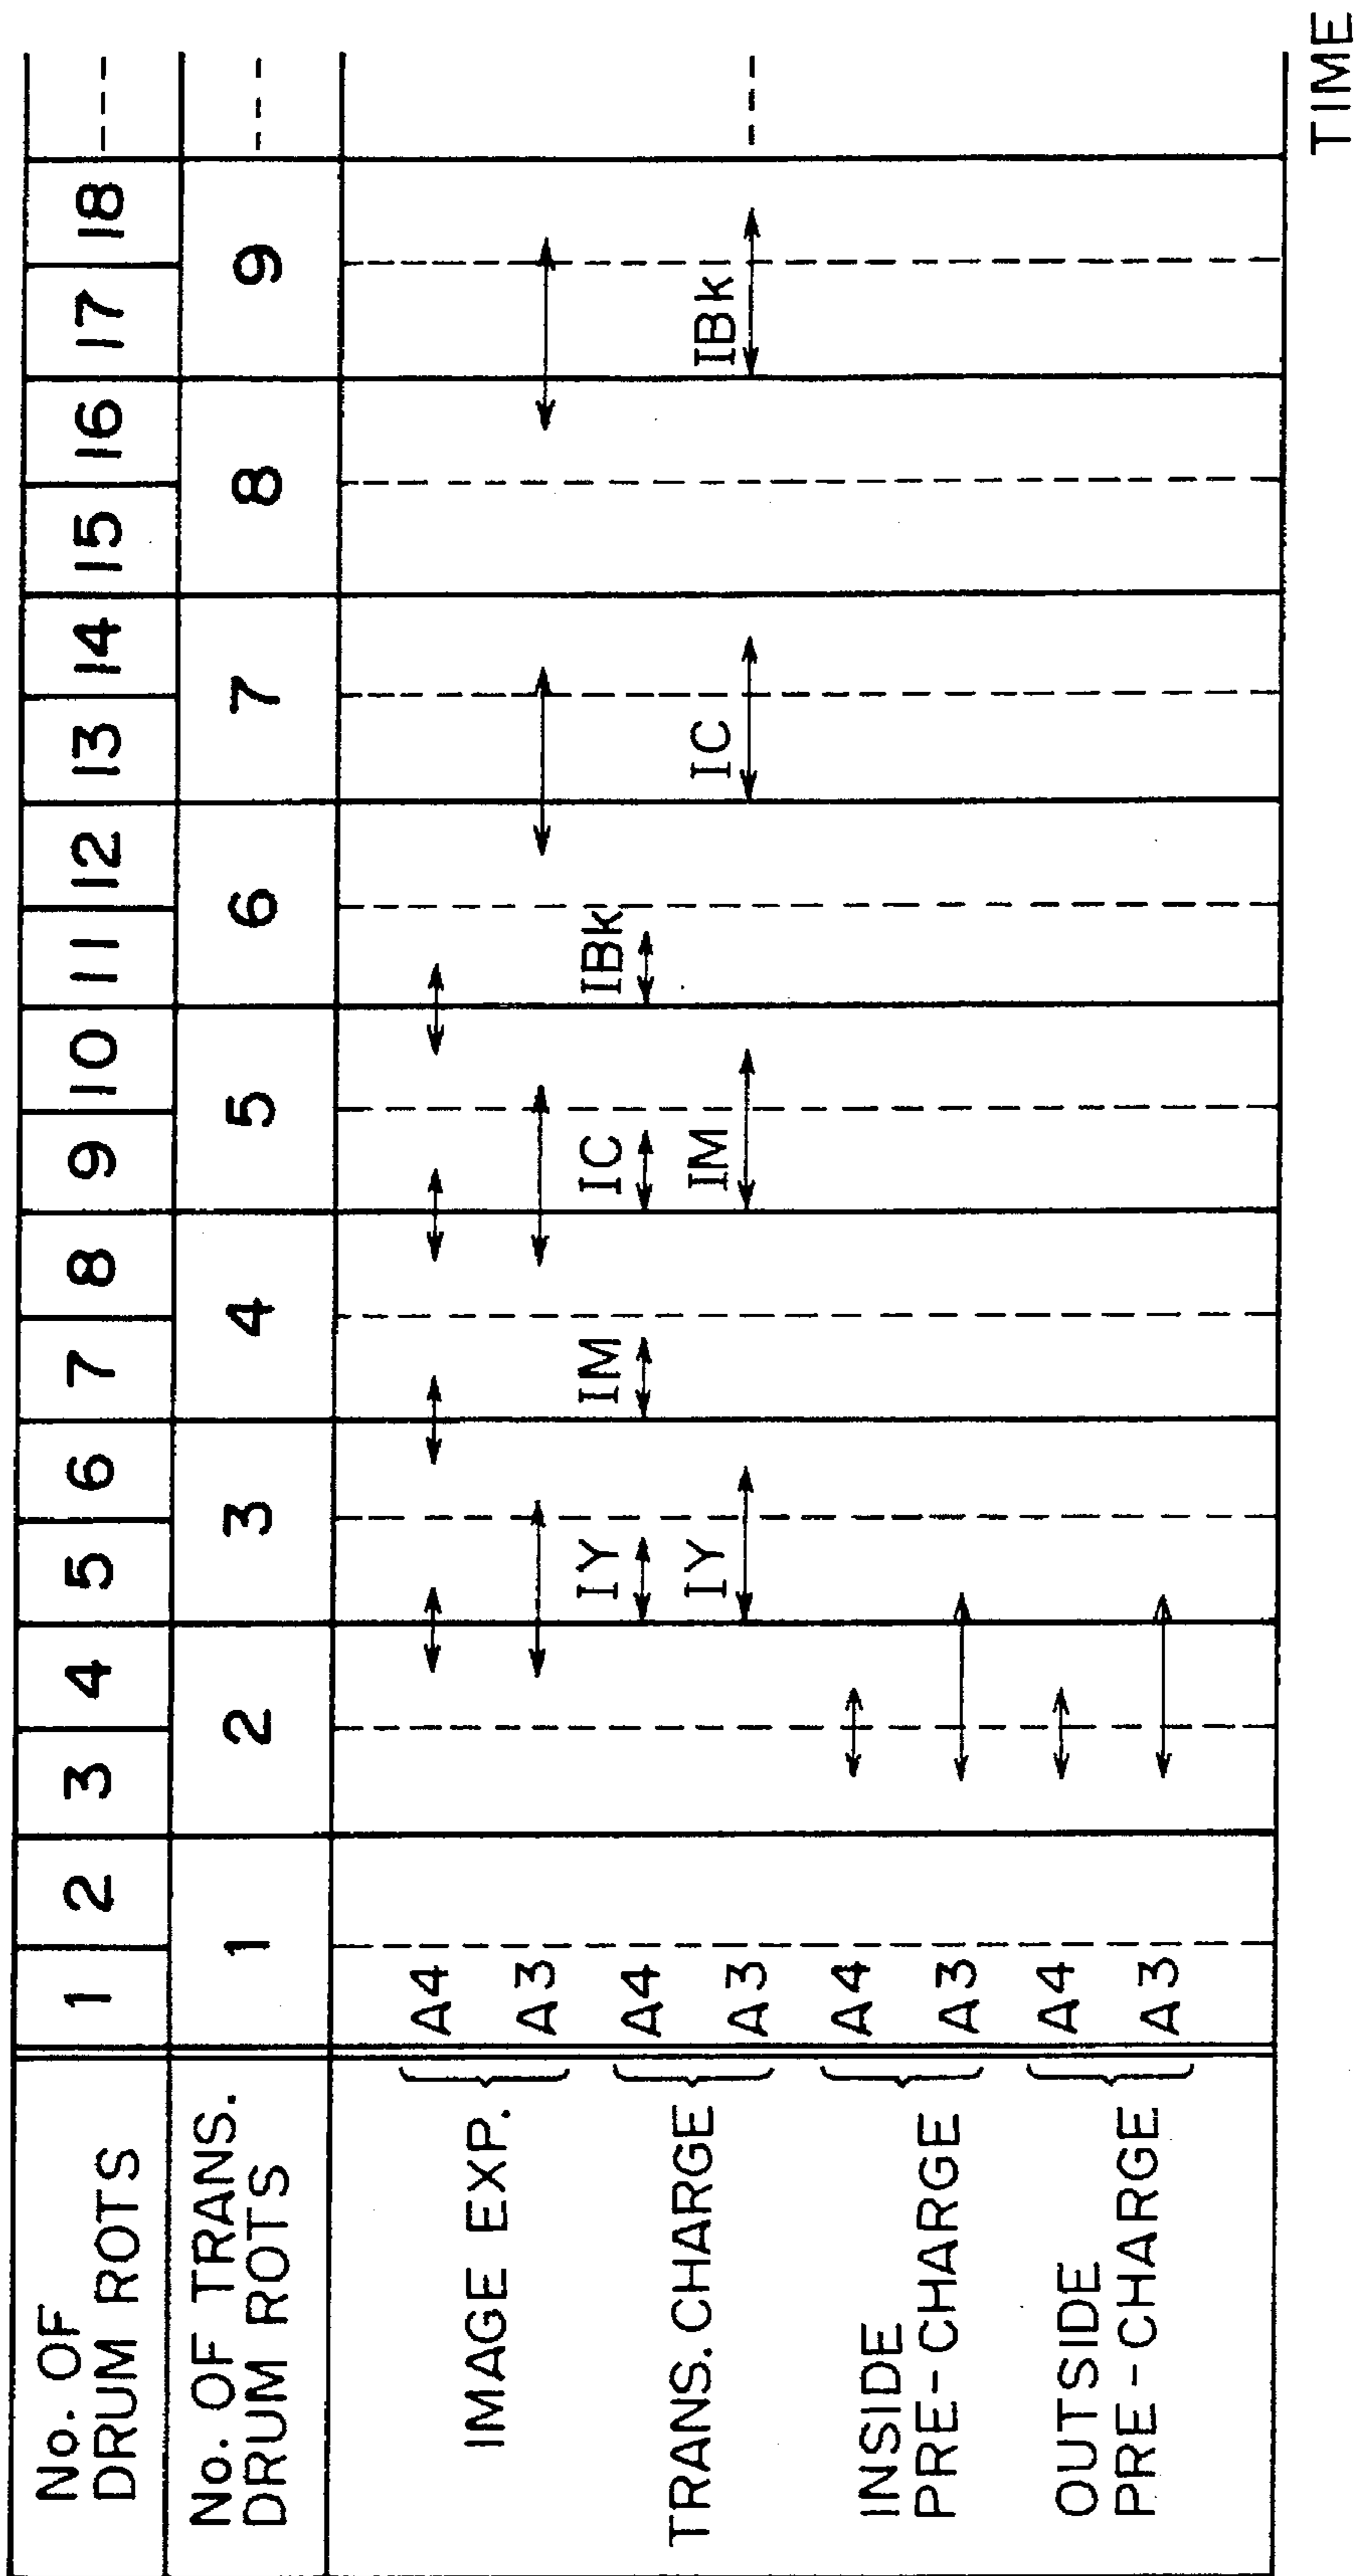 No. OF
DRUM ROTS
1 2 3 4 5 6 7 8 9 10 11 12 13 14 15 16 17 18 ---
No. OF TRANS.
DRUM ROTS
1 2 3 4 5 6 7 8 9 ---
IMAGE EXP.
A4
A3
TRANS. CHARGE
A4 IY IM IC IBk
A3 IY IM IC IBk ---
INSIDE
PRE-CHARGE
A4
A3
OUTSIDE
PRE-CHARGE
A4
A3
TIME